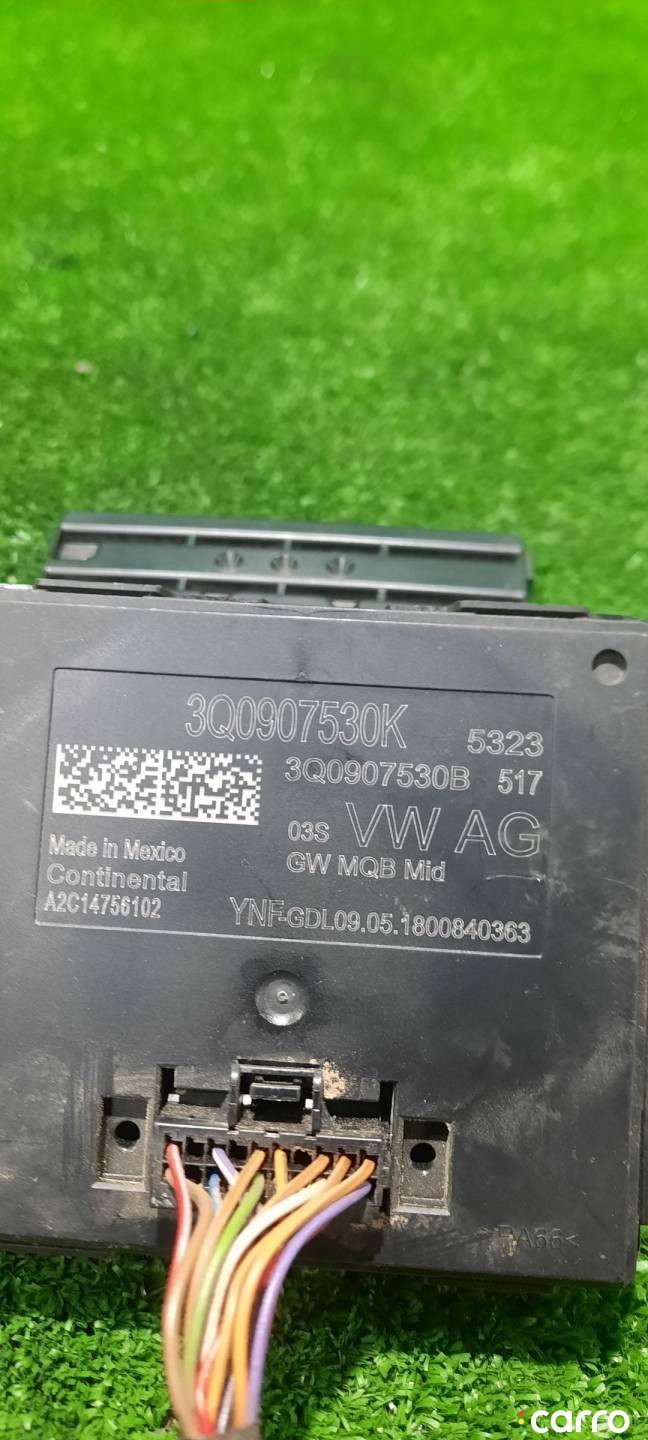 3Q0907530K 5323
3Q0907530B 517
03S VW AG
GW MQB Mid
Made in Mexico
Continental
A2C14756102
YNF-GDL09.05.1800840363
>PA66<
carro